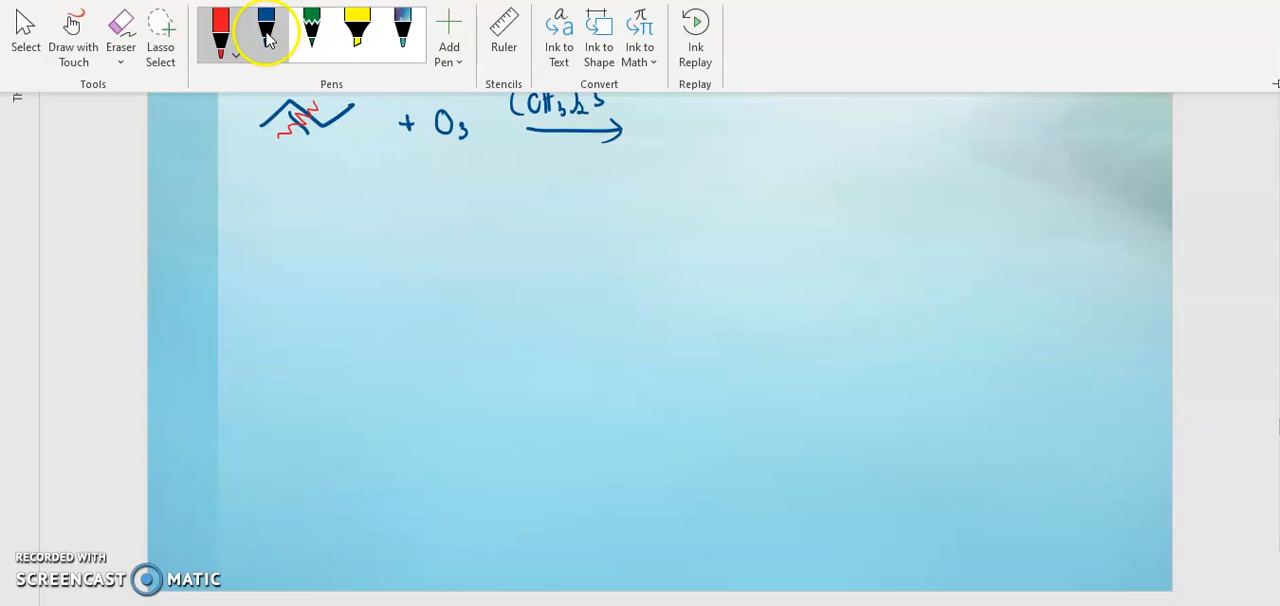 Select
Draw with
Touch
Eraser
Lasso
Select
Add
Pen
Ruler
Ink to
Text
Ink to
Shape
Ink to
Math
Ink
Replay
Tools
Pens
Stencils
Convert
Replay
(CH₃)₂S
+ O₃
RECORDED WITH
SCREENCAST MATIC